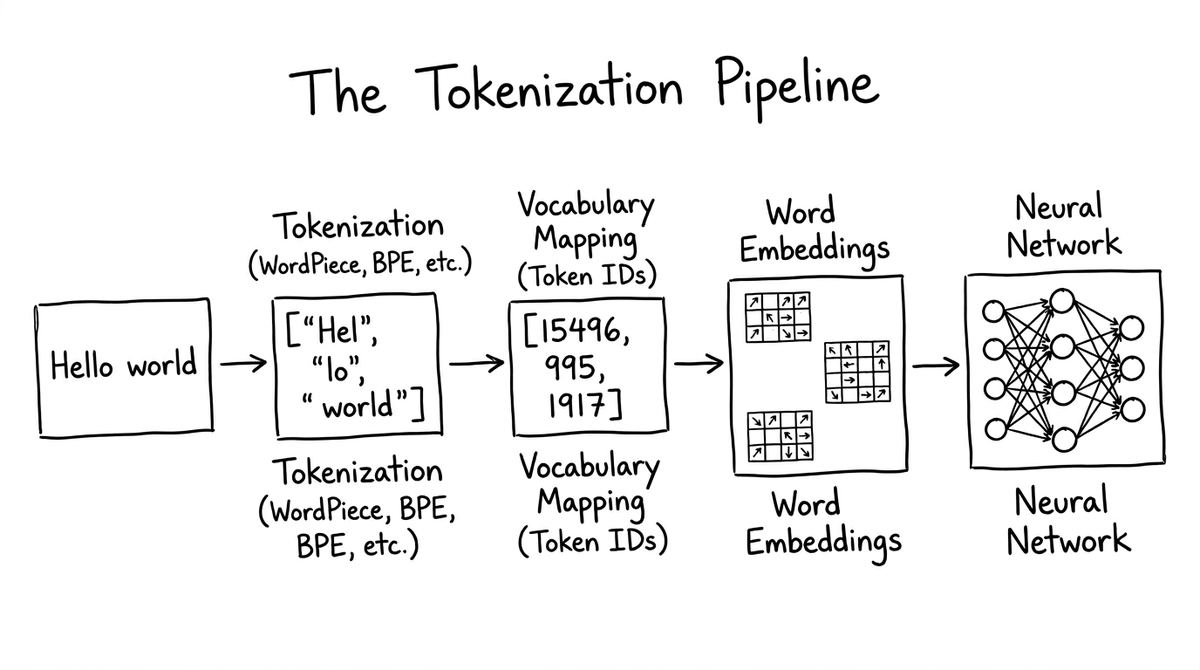 The Tokenization Pipeline
Hello world
Tokenization
(WordPiece, BPE, etc.)
["Hel",
"lo",
" world"]
Tokenization
(WordPiece, BPE,
BPE, etc.)
Vocabulary
Mapping
(Token IDs)
[15496,
995,
1917]
Vocabulary
Mapping
(Token IDs)
Word
Embeddings
Word
Embeddings
Neural
Network
Neural
Network